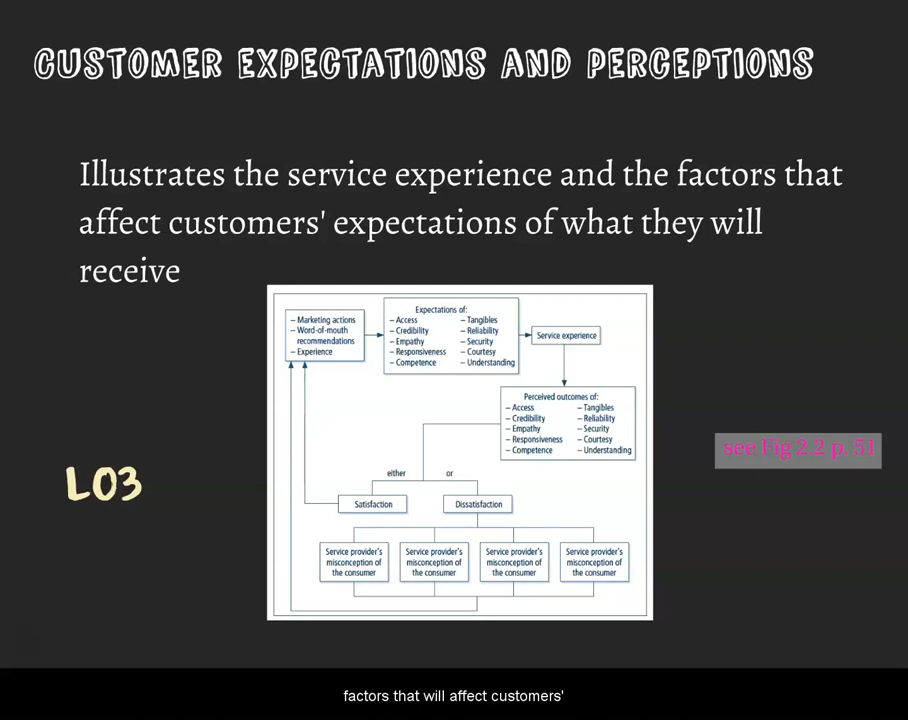 CUSTOMER EXPECTATIONS AND PERCEPTIONS
Illustrates the service experience and the factors that
affect customers' expectations of what they will
receive
– Marketing actions
– Word-of-mouth
recommendations
– Experience
Expectations of:
– Access
– Credibility
– Empathy
– Responsiveness
– Competence
– Tangibles
– Reliability
– Security
– Courtesy
– Understanding
Service experience
Perceived outcomes of:
– Access
– Credibility
– Empathy
– Responsiveness
– Competence
– Tangibles
– Reliability
– Security
– Courtesy
– Understanding
see Fig 2.2 p. 51
LO3
either
or
Satisfaction
Dissatisfaction
Service provider's
misconception of
the consumer
Service provider's
misconception of
the consumer
Service provider's
misconception of
the consumer
Service provider's
misconception of
the consumer
factors that will affect customers'